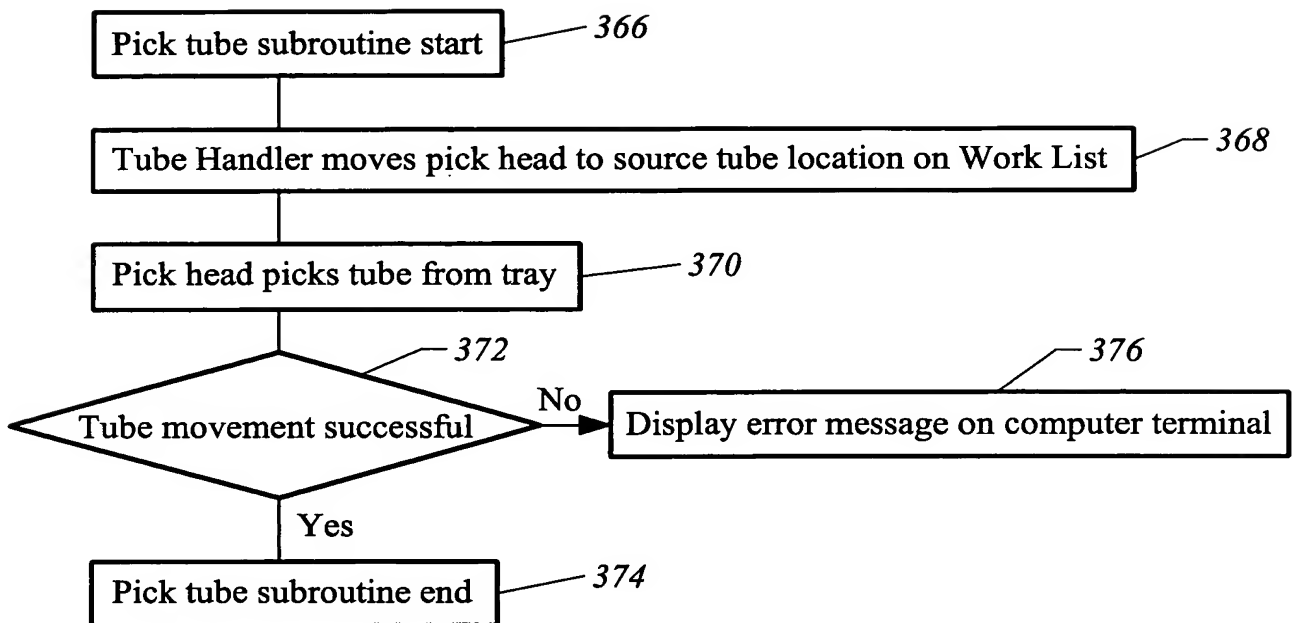 Pick tube subroutine start
366
Tube Handler moves pick head to source tube location on Work List
368
Pick head picks tube from tray
370
372
376
Tube movement successful
No
Display error message on computer terminal
Yes
Pick tube subroutine end
374